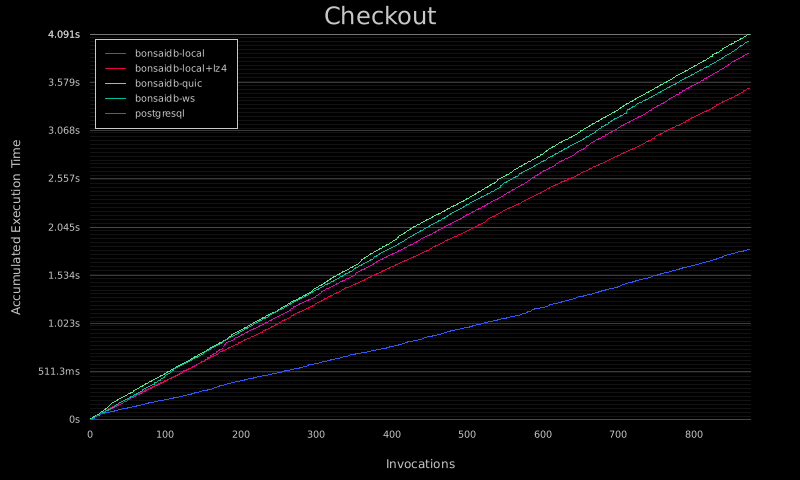 Checkout
4.091s
3.579s
3.068s
2.557s
2.045s
1.534s
1.023s
511.3ms
0s
Accumulated Execution Time
bonsaidb-local
bonsaidb-local+lz4
bonsaidb-quic
bonsaidb-ws
postgresql
0 100 200 300 400 500 600 700 800
Invocations